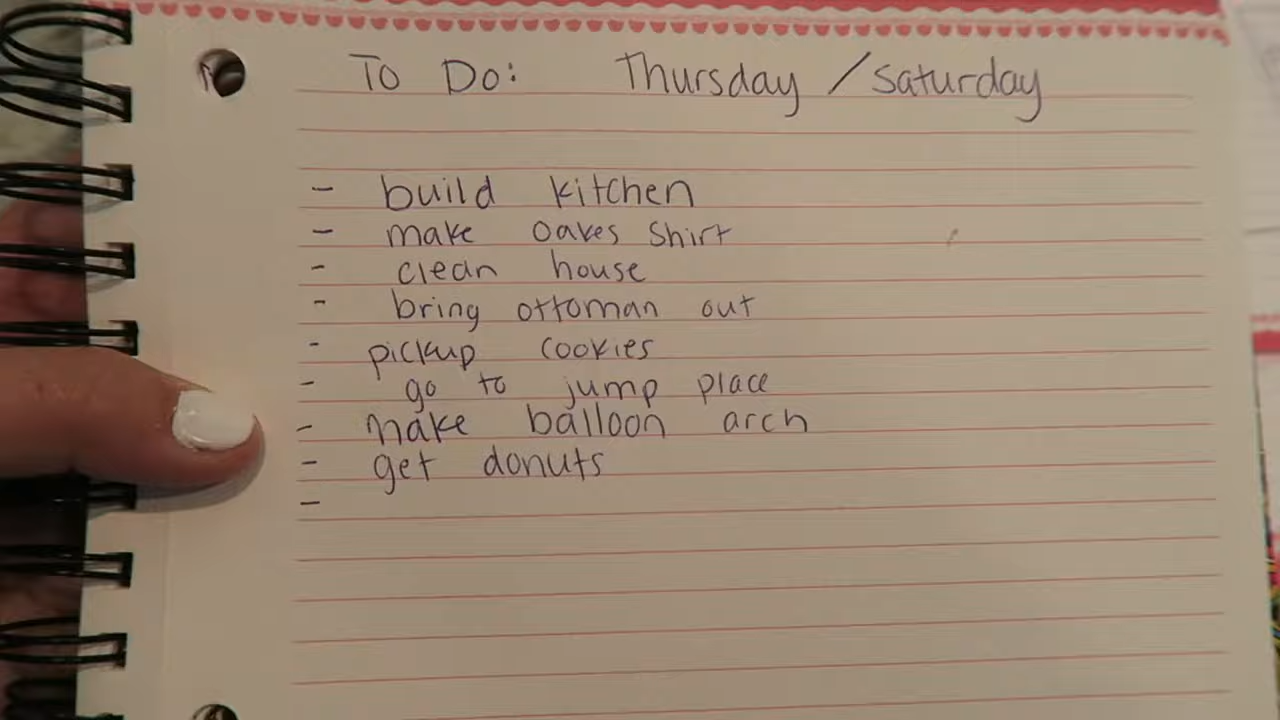 To Do: Thursday / Saturday
- build kitchen
- make Oakes Shirt
- clean house
- bring ottoman out
- pickup cookies
- go to jump place
- make balloon arch
- get donuts
-